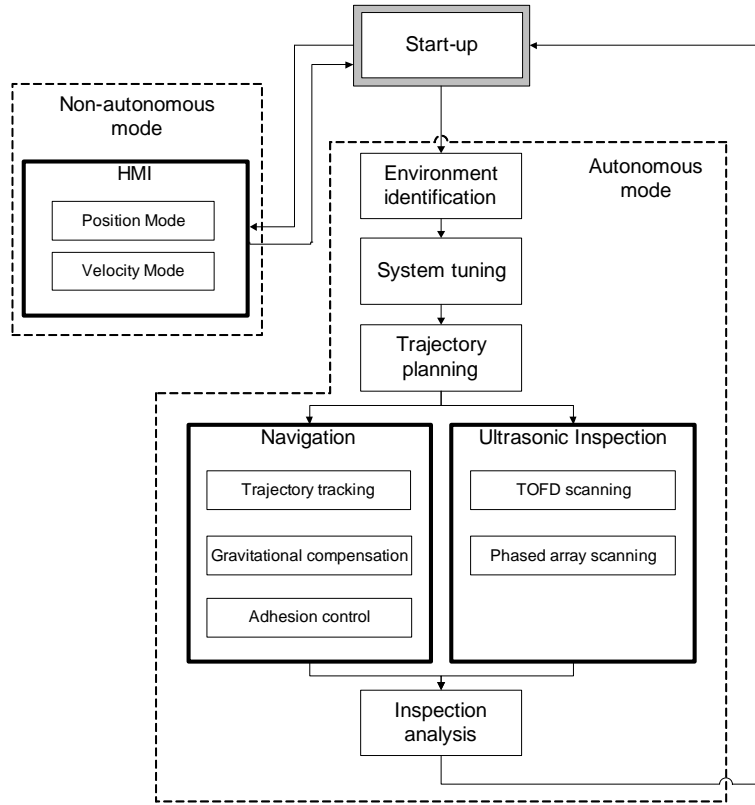 Start-up
Non-autonomous
mode
HMI
Position Mode
Velocity Mode
Autonomous
mode
Environment
identification
System tuning
Trajectory
planning
Navigation
Trajectory tracking
Gravitational compensation
Adhesion control
Ultrasonic Inspection
TOFD scanning
Phased array scanning
Inspection
analysis